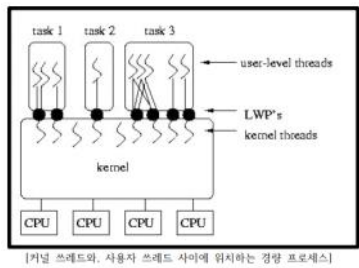 task 1 task 2 task 3
user-level threads
LWP's
kernel threads
kernel
CPU CPU CPU CPU
[커널 쓰레드와, 사용자 쓰레드 사이에 위치하는 경량 프로세스]